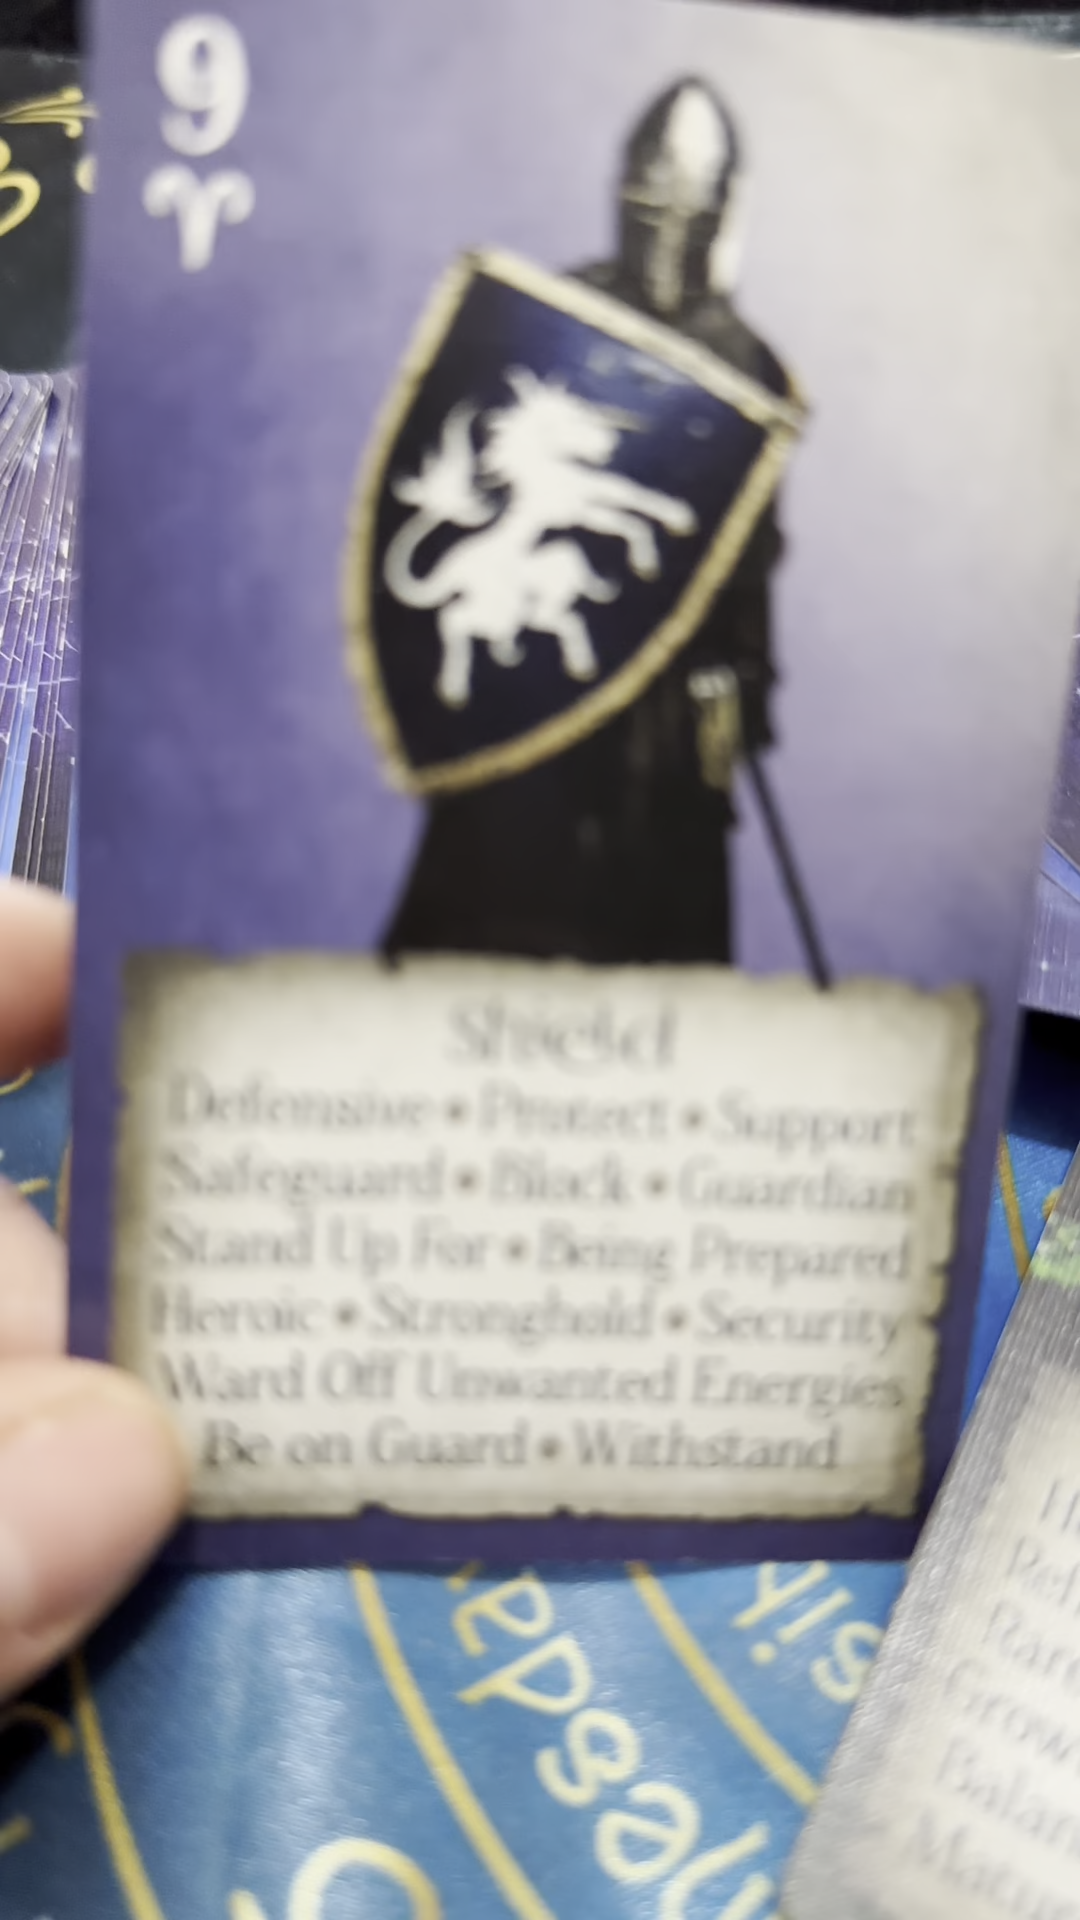 9
♈
Shield
Defensive • Protect • Support
Safeguard • Block • Guardian
Stand Up For • Being Prepared
Heroic • Stronghold • Security
Ward Off Unwanted Energies
Be on Guard • Withstand